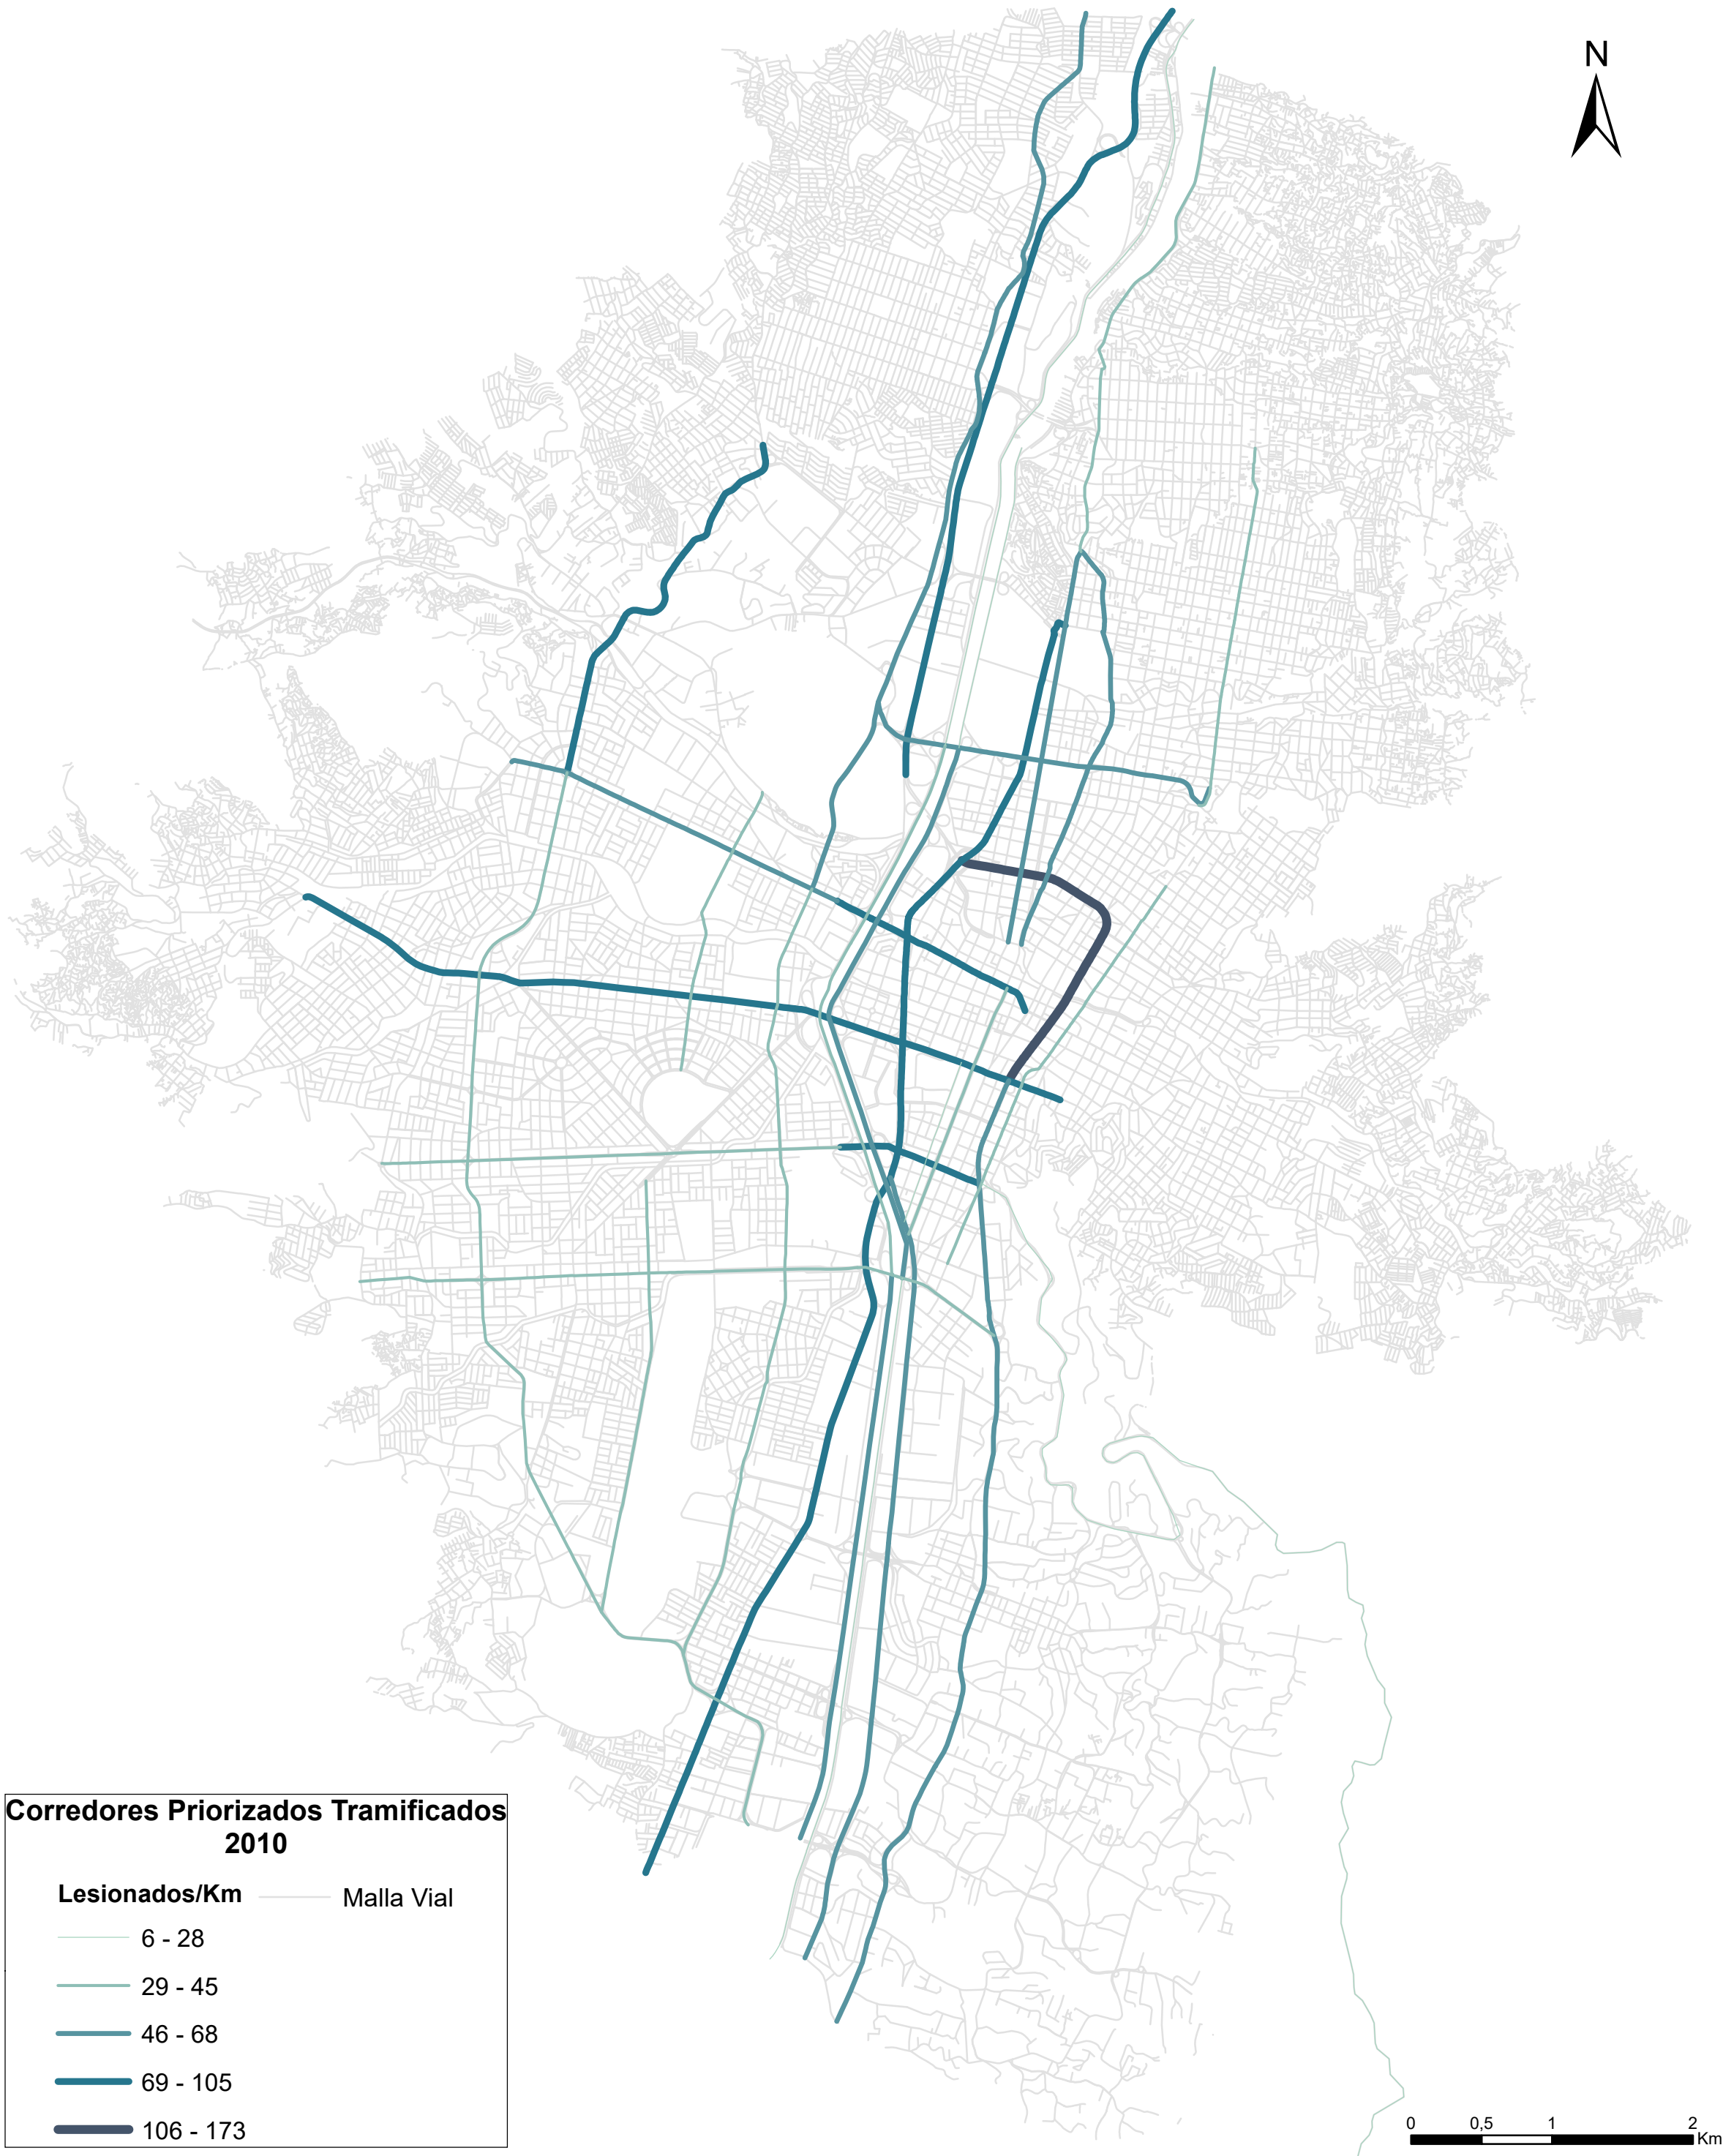 N
Corredores Priorizados Tramificados
2010
Lesionados/Km
Malla Vial
6 - 28
29 - 45
46 - 68
69 - 105
106 - 173
0 0,5 1 2
Km